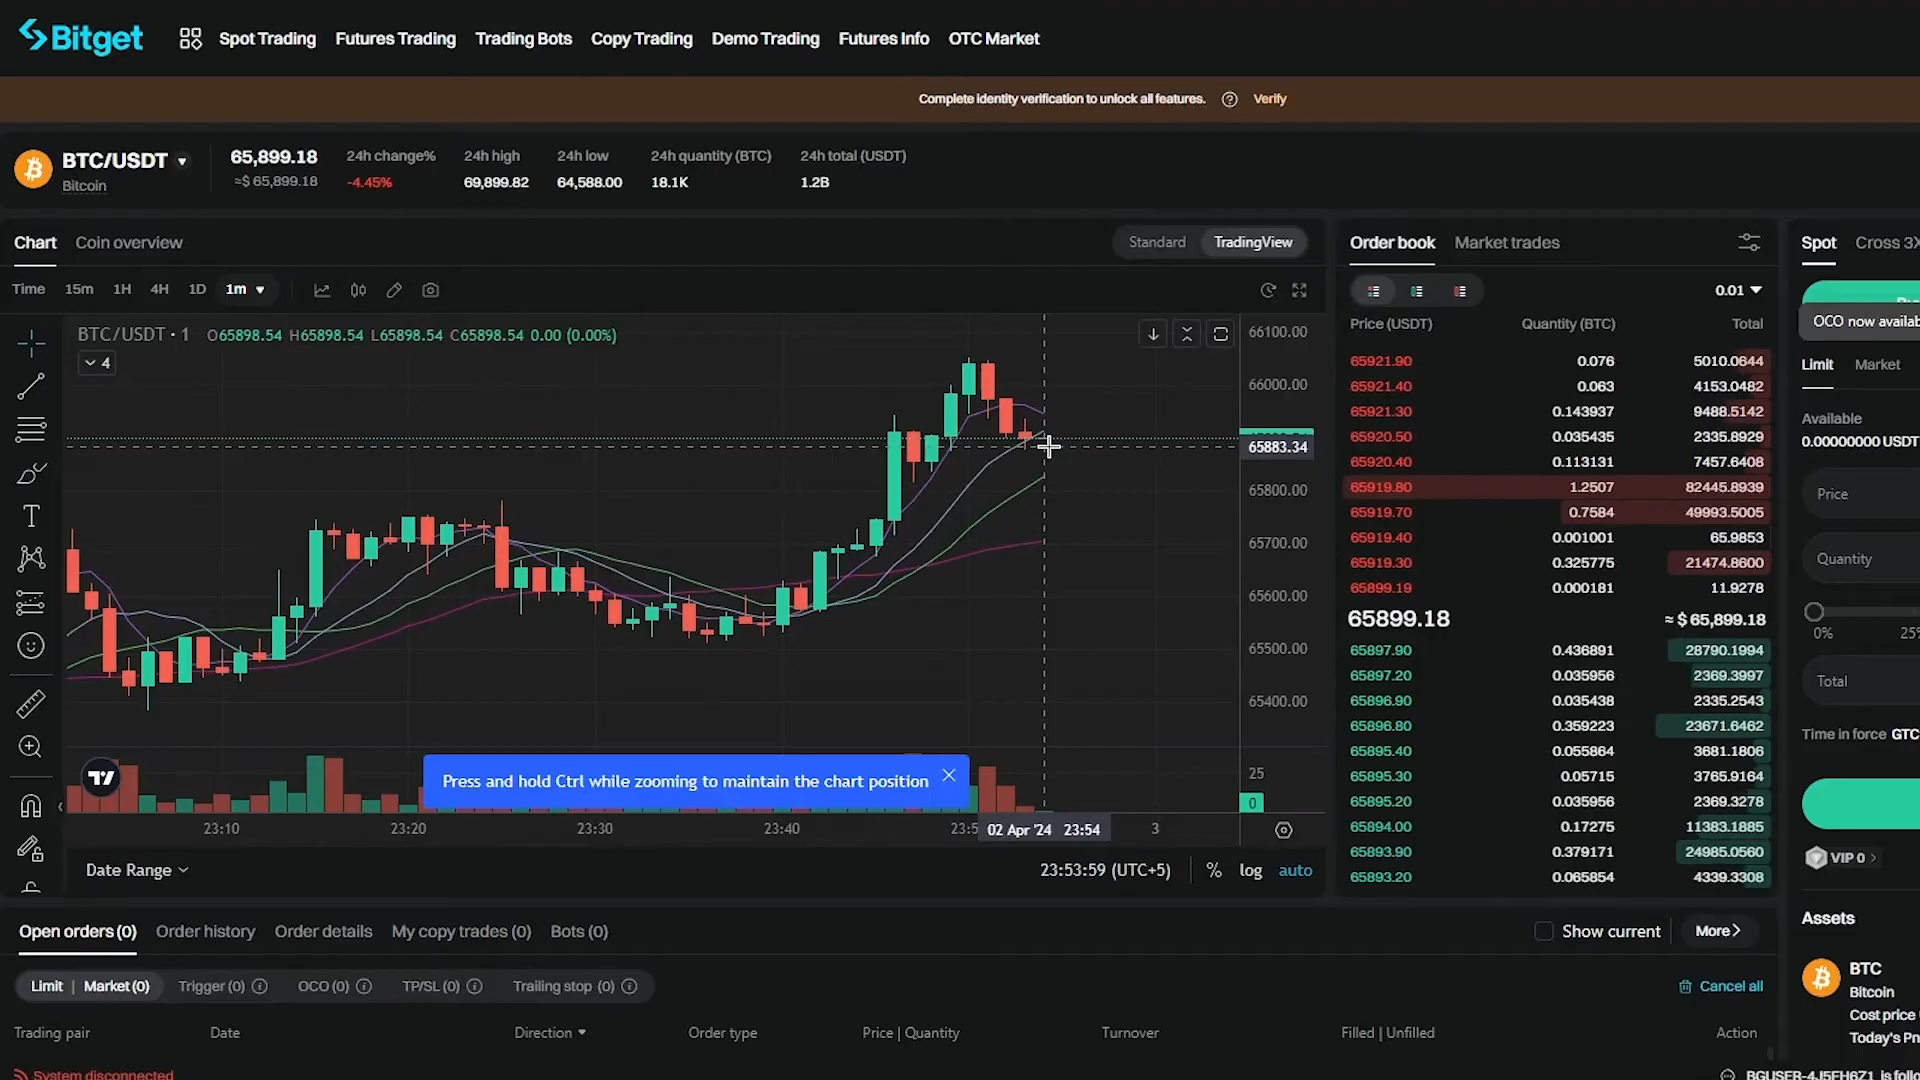 Bitget
Spot Trading Futures Trading Trading Bots Copy Trading Demo Trading Futures Info OTC Market
Complete identity verification to unlock all features. Verify
BTC/USDT 65,899.18 24h change% 24h high 24h low 24h quantity (BTC) 24h total (USDT)
Bitcoin ≈$ 65,899.18 -4.45% 69,899.82 64,588.00 18.1K 1.2B
Chart Coin overview Standard TradingView Order book Market trades Spot Cross 3X
Time 15m 1H 4H 1D 1m 0.01
BTC/USDT · 1 O65898.54 H65898.54 L65898.54 C65898.54 0.00 (0.00%)
4
66100.00
66000.00
65883.34
65800.00
65700.00
65600.00
65500.00
65400.00
25
0
Press and hold Ctrl while zooming to maintain the chart position
23:10 23:20 23:30 23:40 23:5 02 Apr '24 23:54 3
Date Range 23:53:59 (UTC+5) % log auto
Price (USDT) Quantity (BTC) Total
65921.90 0.076 5010.0644
65921.40 0.063 4153.0482
65921.30 0.143937 9488.5142
65920.50 0.035435 2335.8929
65920.40 0.113131 7457.6408
65919.80 1.2507 82445.8939
65919.70 0.7584 49993.5005
65919.40 0.001001 65.9853
65919.30 0.325775 21474.8600
65899.19 0.000181 11.9278
65899.18 ≈ $ 65,899.18
65897.90 0.436891 28790.1994
65897.20 0.035956 2369.3997
65896.90 0.035438 2335.2543
65896.80 0.359223 23671.6462
65895.40 0.055864 3681.1806
65895.30 0.05715 3765.9164
65895.20 0.035956 2369.3278
65894.00 0.17275 11383.1885
65893.90 0.379171 24985.0560
65893.20 0.065854 4339.3308
OCO now availab
Limit Market
Available
0.00000000 USDT
Price
Quantity
0% 25%
Total
Time in force GTC
VIP 0
Assets
BTC
Bitcoin
Cost price
Today's Pn
Open orders (0) Order history Order details My copy trades (0) Bots (0) Show current More
Limit | Market (0) Trigger (0) OCO (0) TP/SL (0) Trailing stop (0) Cancel all
Trading pair Date Direction Order type Price | Quantity Turnover Filled | Unfilled Action
System disconnected BGUSER-4J5FH6Z1 is follo